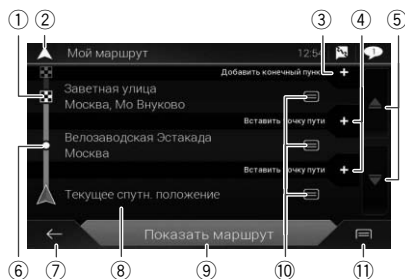 ① ② ③ ④ ⑤
Мой маршрут 12:54
Добавить конечный пункт +
Заветная улица
Москва, Мо Внуково
Вставить точку пути +
Велозаводская Эстакада
Москва
Вставить точку пути +
Текущее спутн. положение
Показать маршрут
⑥ ⑦ ⑧ ⑨ ⑩ ⑪